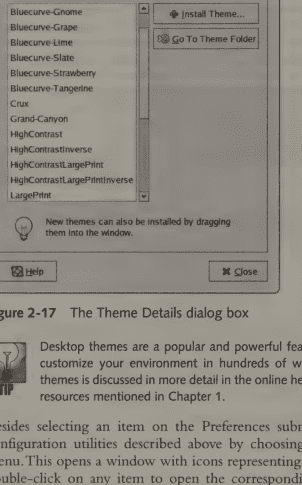 Bluecurve-Gnome
Bluecurve-Grape
Bluecurve-Lime
Bluecurve-Slate
Bluecurve-Strawberry
Bluecurve-Tangerine
Crux
Grand-Canyon
HighContrast
HighContrastInverse
HighContrastLargePrint
HighContrastLargePrintInverse
LargePrint
Install Theme...
Go To Theme Folder
New themes can also be installed by dragging
them into the window.
Help
Close
gure 2-17 The Theme Details dialog box
Desktop themes are a popular and powerful fea
customize your environment in hundreds of w
themes is discussed in more detail in the online he
resources mentioned in Chapter 1.
TIP
esides selecting an item on the Preferences subm
nfiguration utilities described above by choosing
enu. This opens a window with icons representing
ouble-click on any item to open the correspondi